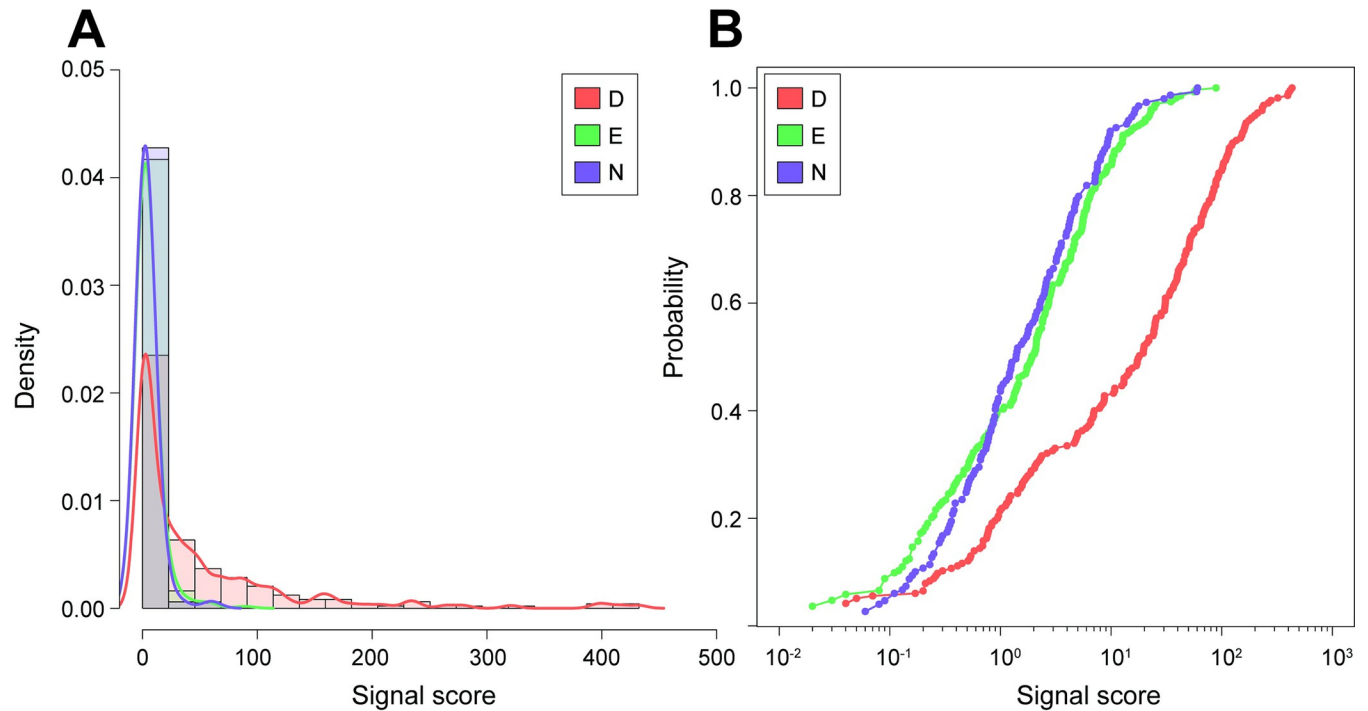 A
B
0.05
0.04
0.03
0.02
0.01
0.00
Density
D
E
N
0
100
200
300
400
500
Signal score
1.0
0.8
0.6
0.4
0.2
Probability
D
E
N
10⁻²
10⁻¹
10⁰
10¹
10²
10³
Signal score